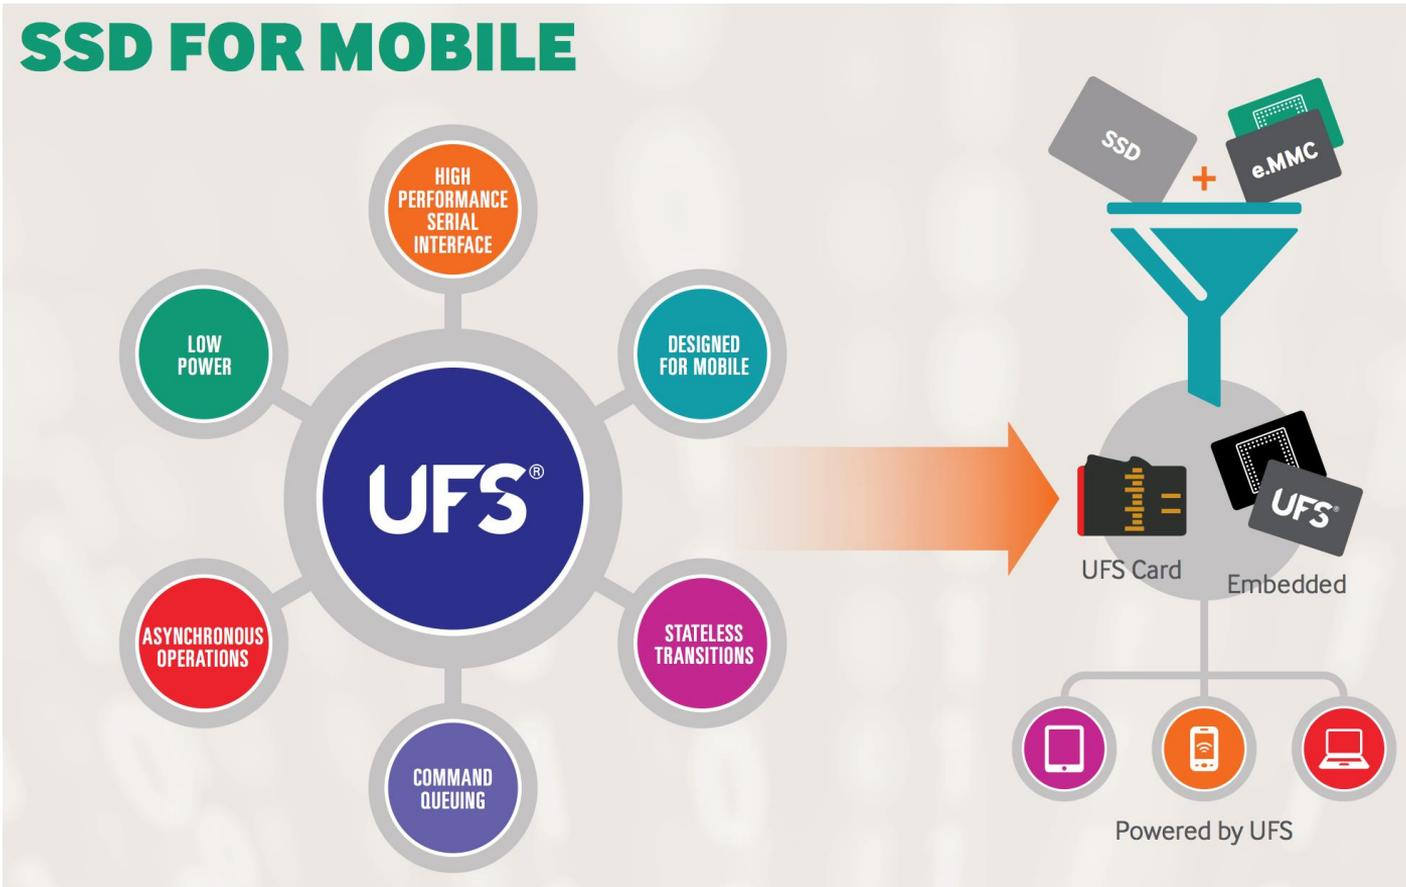 SSD FOR MOBILE
HIGH
PERFORMANCE
SERIAL
INTERFACE
LOW
POWER
DESIGNED
FOR MOBILE
UFS®
ASYNCHRONOUS
OPERATIONS
STATELESS
TRANSITIONS
COMMAND
QUEUING
SSD
+
e.MMC
UFS®
UFS Card
Embedded
Powered by UFS